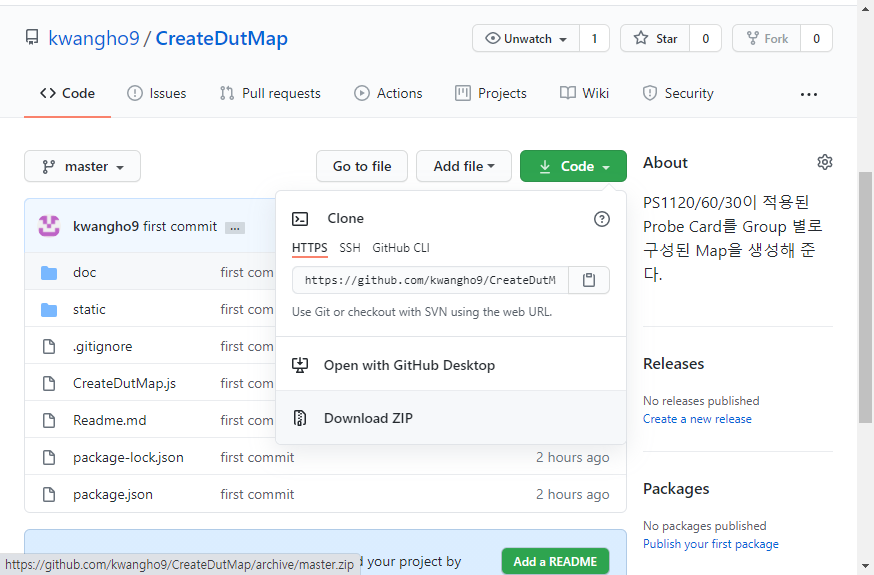 kwangho9 / CreateDutMap
Unwatch 1
Star 0
Fork 0
Code
Issues
Pull requests
Actions
Projects
Wiki
Security
...
master
Go to file
Add file
Code
kwangho9 first commit ...
doc first com
static first com
.gitignore first com
CreateDutMap.js first com
Readme.md first com
package-lock.json first commit 2 hours ago
package.json first commit 2 hours ago
Clone
HTTPS SSH GitHub CLI
https://github.com/kwangho9/CreateDutM
Use Git or checkout with SVN using the web URL.
Open with GitHub Desktop
Download ZIP
d your project by
Add a README
https://github.com/kwangho9/CreateDutMap/archive/master.zip
About
PS1120/60/30이 적용된
Probe Card를 Group 별로
구성된 Map을 생성해 준
다.
Releases
No releases published
Create a new release
Packages
No packages published
Publish your first package